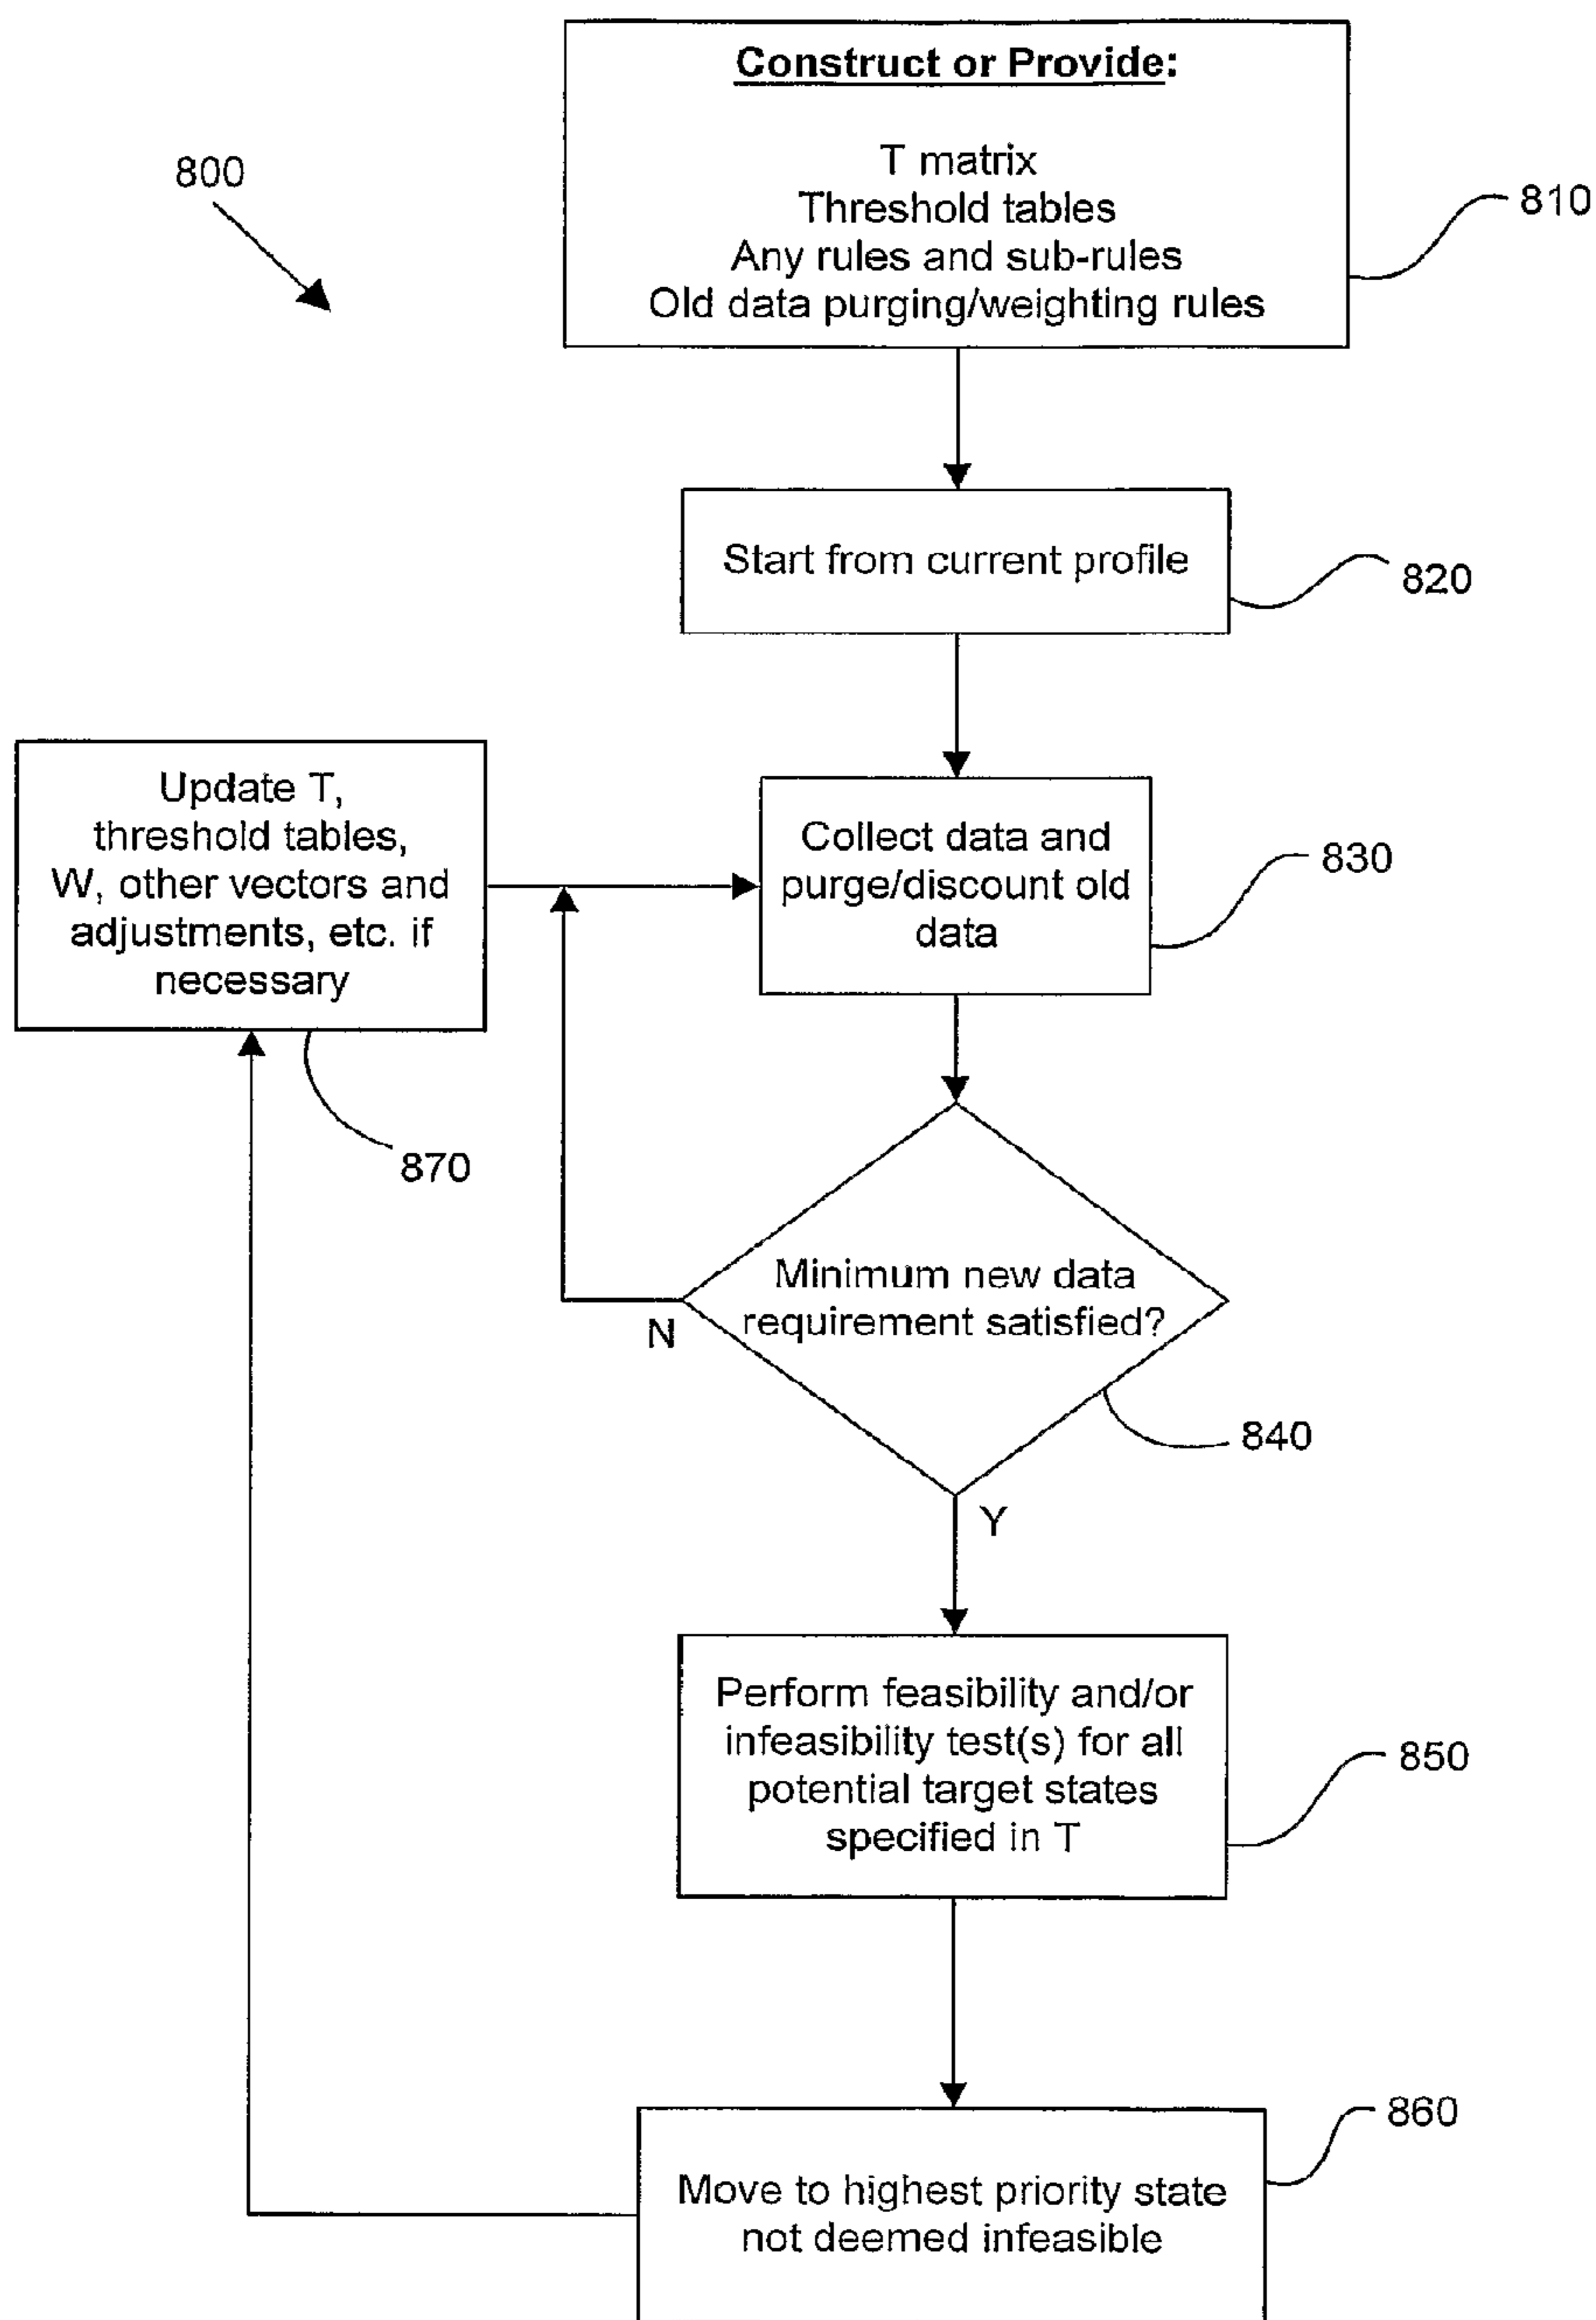 Construct or Provide:
T matrix
Threshold tables
Any rules and sub-rules
Old data purging/weighting rules
800
810
Start from current profile
820
Update T,
threshold tables,
W, other vectors and
adjustments, etc. if
necessary
870
Collect data and
purge/discount old
data
830
Minimum new data
requirement satisfied?
N
840
Y
Perform feasibility and/or
infeasibility test(s) for all
potential target states
specified in T
850
Move to highest priority state
not deemed infeasible
860